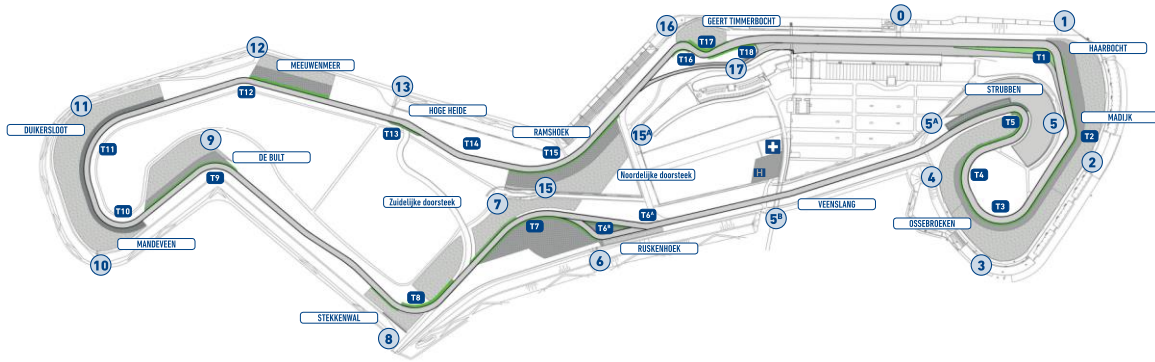 0
1
16
GEERT TIMMERBOCHT
T17
T16
T18
17
HAARBOCHT
T1
12
MEEUWENMEER
T12
13
HOGE HEIDE
STRUBBEN
11
DUIKERSLOOT
T11
T13
T14
RAMSHOEK
T15
15A
5A
T5
5
MADIJK
T2
2
9
DE BULT
T9
H
4
T4
T3
15
Noordelijke doorsteek
Zuidelijke doorsteek
7
T7
T6A
T6B
5B
VEENSLANG
OSSEBROEKEN
T10
MANDEVEEN
10
RUSKENHOEK
6
3
T8
STEKKENWAL
8